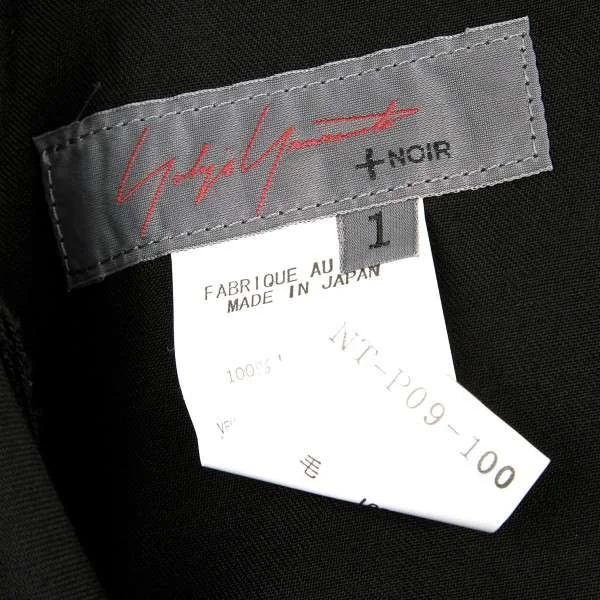 Yohji Yamamoto
+NOIR
1
FABRIQUE AU
MADE IN JAPAN
100%
NT-P09-100
毛